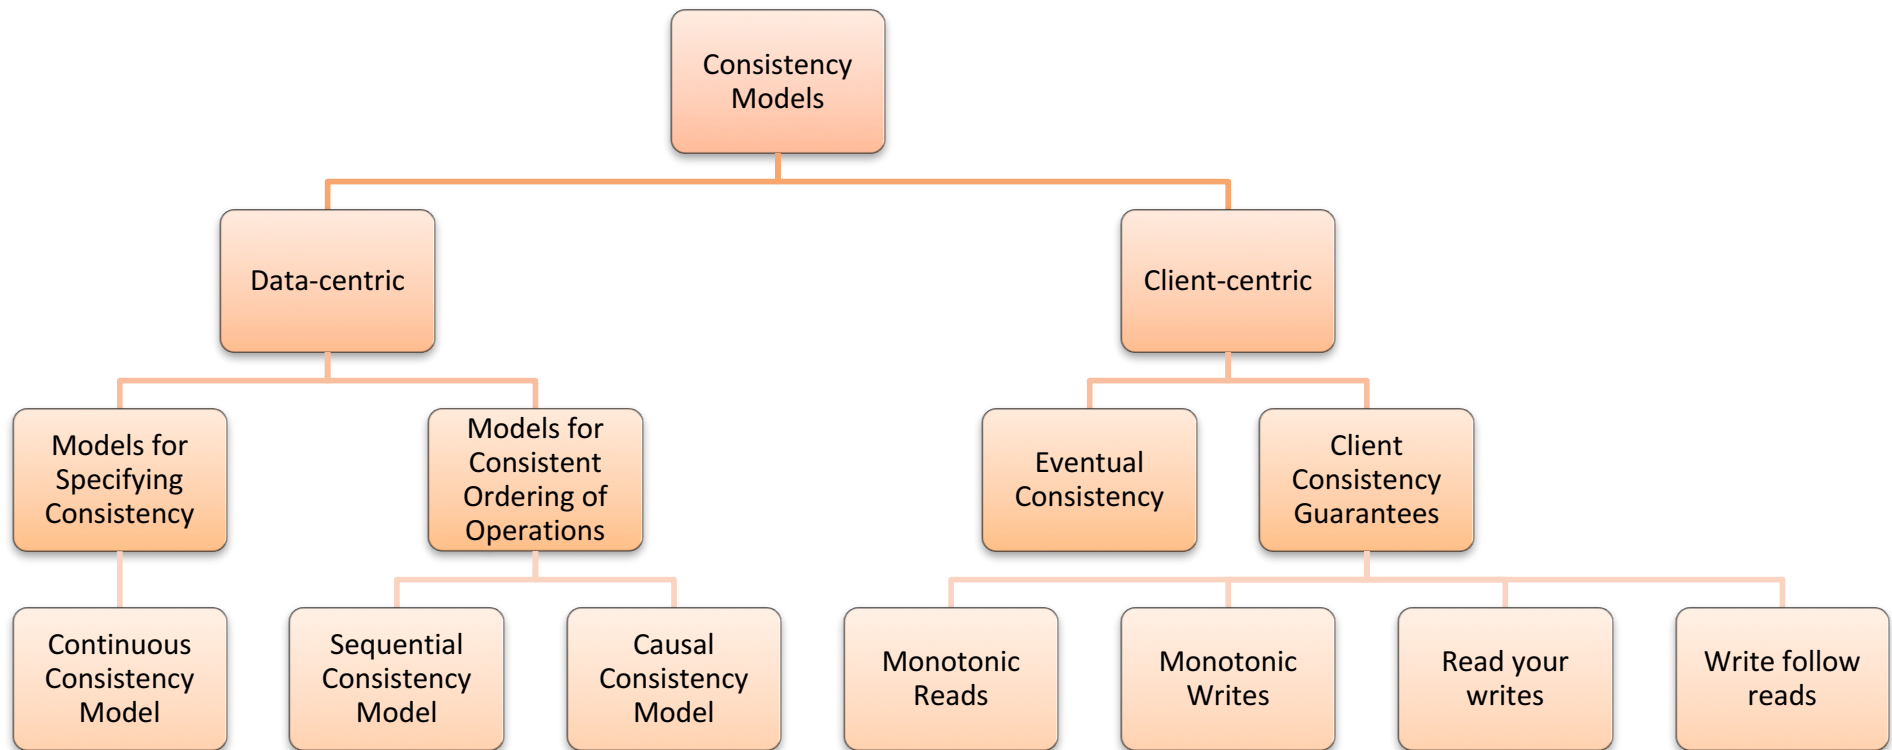 Consistency
Models
Data-centric
Client-centric
Models for
Specifying
Consistency
Models for
Consistent
Ordering of
Operations
Eventual
Consistency
Client
Consistency
Guarantees
Continuous
Consistency
Model
Sequential
Consistency
Model
Causal
Consistency
Model
Monotonic
Reads
Monotonic
Writes
Read your
writes
Write follow
reads